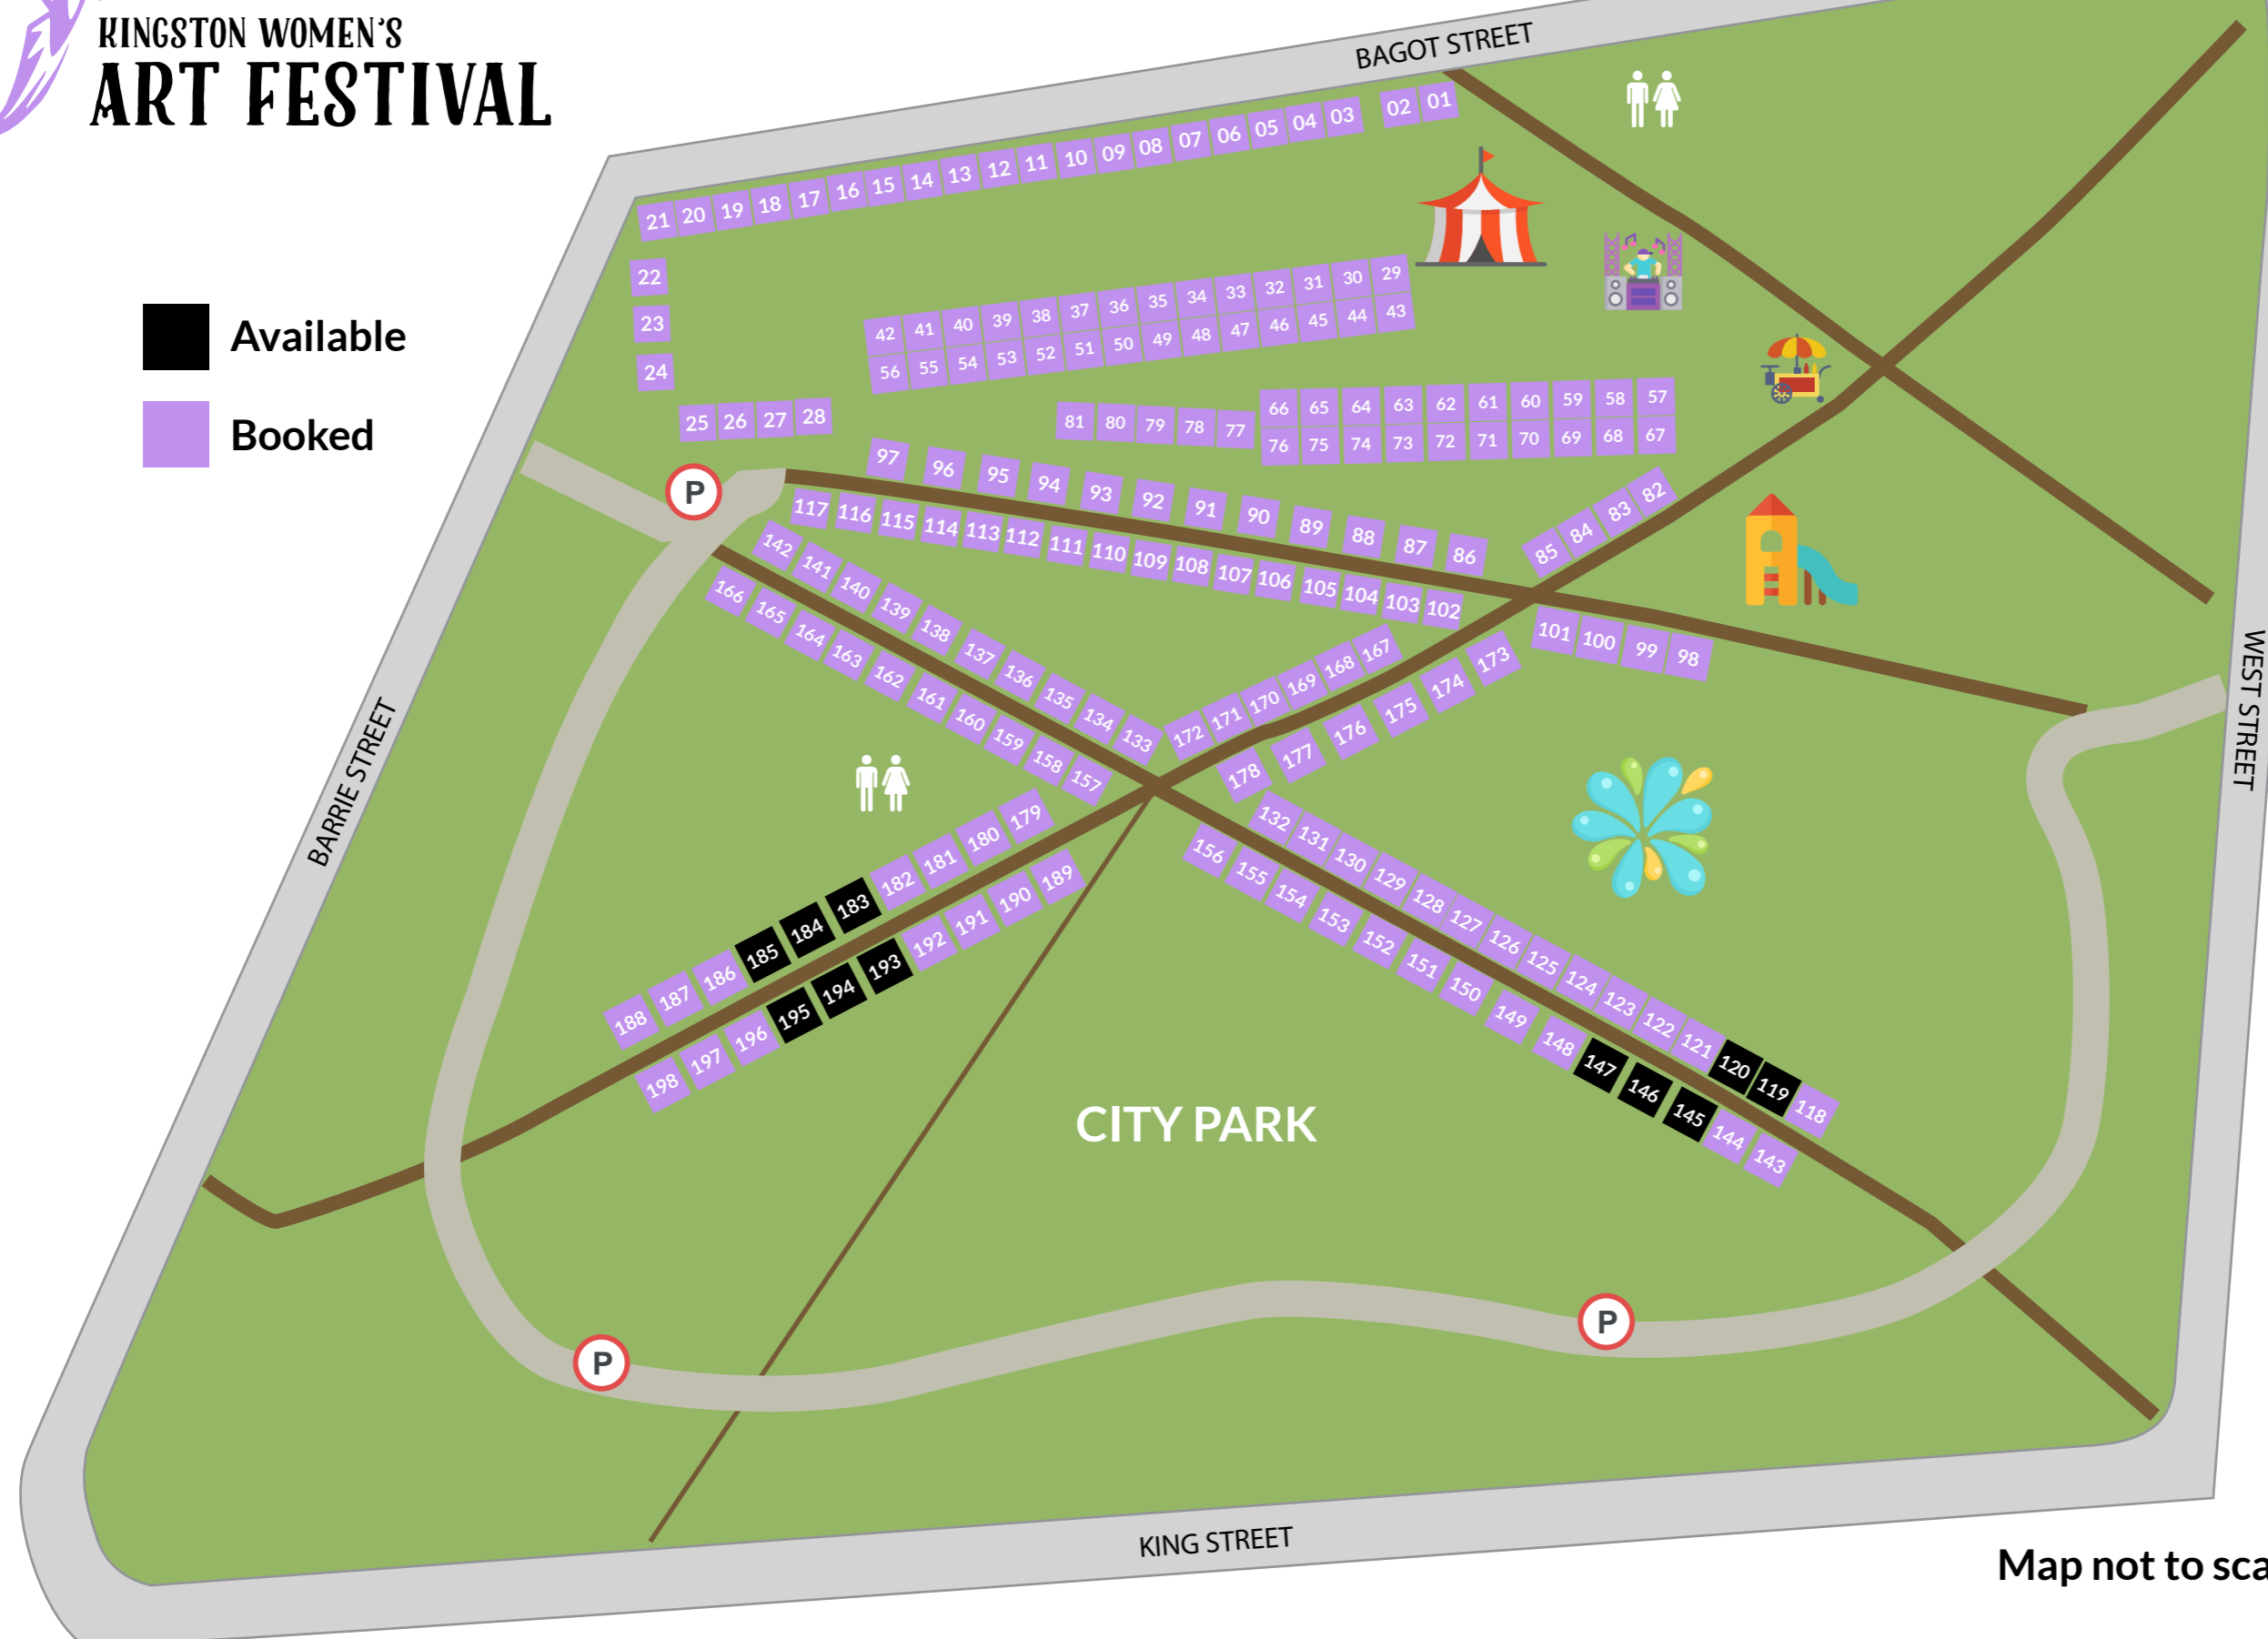 KINGSTON WOMEN'S
ART FESTIVAL
Available
Booked
BAGOT STREET
02 01
21 20 19 18 17 16 15 14 13 12 11 10 09 08 07 06 05 04 03
22
23
24
25 26 27 28
42 41 40 39 38 37 36 35 34 33 32 31 30 29
56 55 54 53 52 51 50 49 48 47 46 45 44 43
66 65 64 63 62 61 60 59 58 57
81 80 79 78 77
76 75 74 73 72 71 70 69 68 67
P
97 96 95 94 93 92 91 90 89 88 87 86
85 84 83 82
117 116 115 114 113 112 111 110 109 108 107 106 105 104 103 102
101 100 99 98
142 141 140 139 138 137 136 135 134 133
166 165 164 163 162 161 160 159 158 157
172 171 170 169 168 167
178 177 176 175 174 173
BARRIE STREET
WEST STREET
132 131 130 129 128 127 126 125 124 123 122 121 120 119 118
156 155 154 153 152 151 150 149 148 147 146 145 144 143
188 187 186 185 184 183 182 181 180 179
198 197 196 195 194 193 192 191 190 189
CITY PARK
P
P
KING STREET
Map not to sca